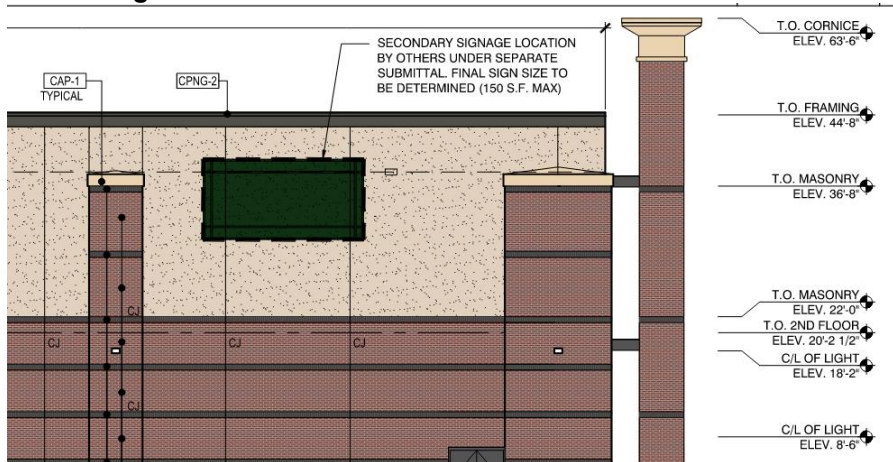 SECONDARY SIGNAGE LOCATION
BY OTHERS UNDER SEPARATE
SUBMITTAL. FINAL SIGN SIZE TO
BE DETERMINED (150 S.F. MAX)
CAP-1
TYPICAL
CPNG-2
T.O. CORNICE
ELEV. 63'-6"
T.O. FRAMING
ELEV. 44'-8"
T.O. MASONRY
ELEV. 36'-8"
T.O. MASONRY
ELEV. 22'-0"
T.O. 2ND FLOOR
ELEV. 20'-2 1/2"
C/L OF LIGHT
ELEV. 18'-2"
C/L OF LIGHT
ELEV. 8'-6"
CJ
CJ
CJ
CJ
CJ